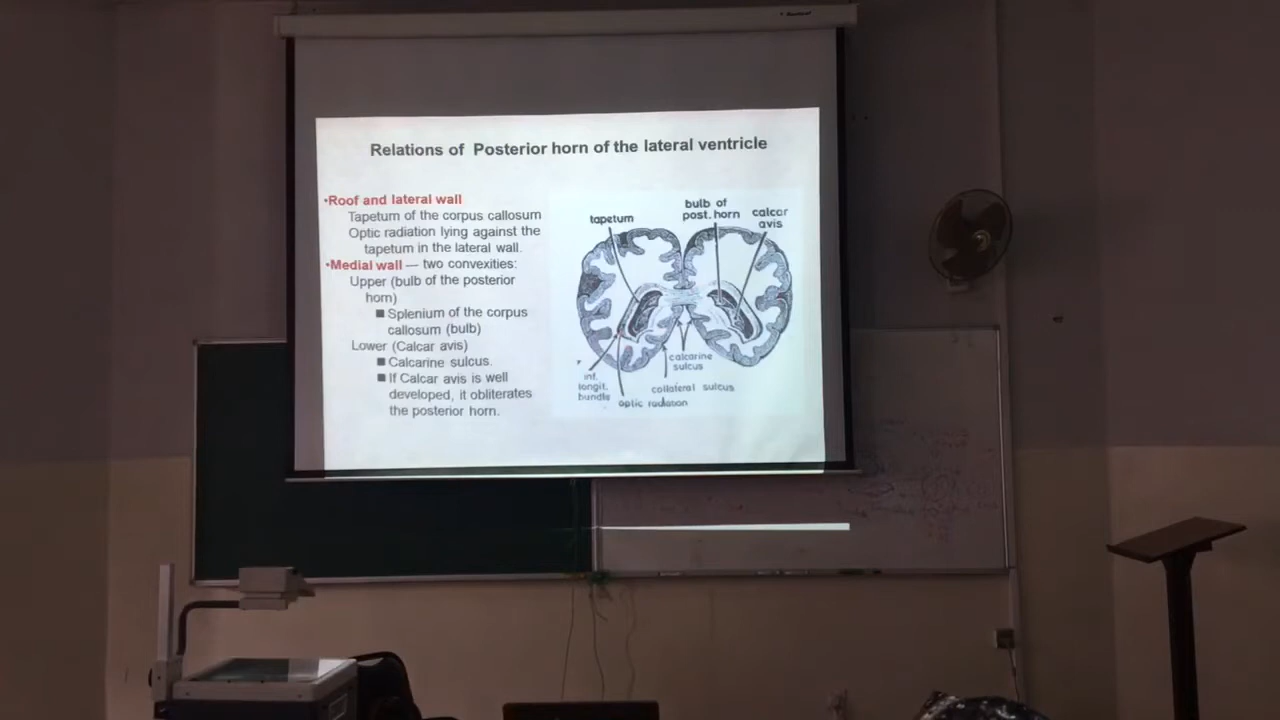 Relations of Posterior horn of the lateral ventricle
•Roof and lateral wall
Tapetum of the corpus callosum
Optic radiation lying against the
tapetum in the lateral wall.
•Medial wall — two convexities:
Upper (bulb of the posterior
horn)
■ Splenium of the corpus
callosum (bulb)
Lower (Calcar avis)
■ Calcarine sulcus.
■ If Calcar avis is well
developed, it obliterates
the posterior horn.
tapetum
bulb of
post. horn
calcar
avis
calcarine
sulcus
inf.
longit.
bundle
collateral sulcus
optic radiation